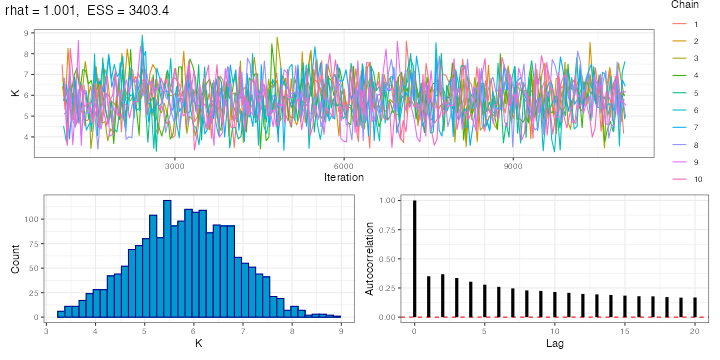 rhat = 1.001,  ESS = 3403.4
Chain
1
2
3
4
5
6
7
8
9
10
K
9
8
7
6
5
4
3000 6000 9000
Iteration
Count
100
75
50
25
0
3 4 5 6 7 8 9
K
Autocorrelation
1.00
0.75
0.50
0.25
0.00
0 5 10 15 20
Lag